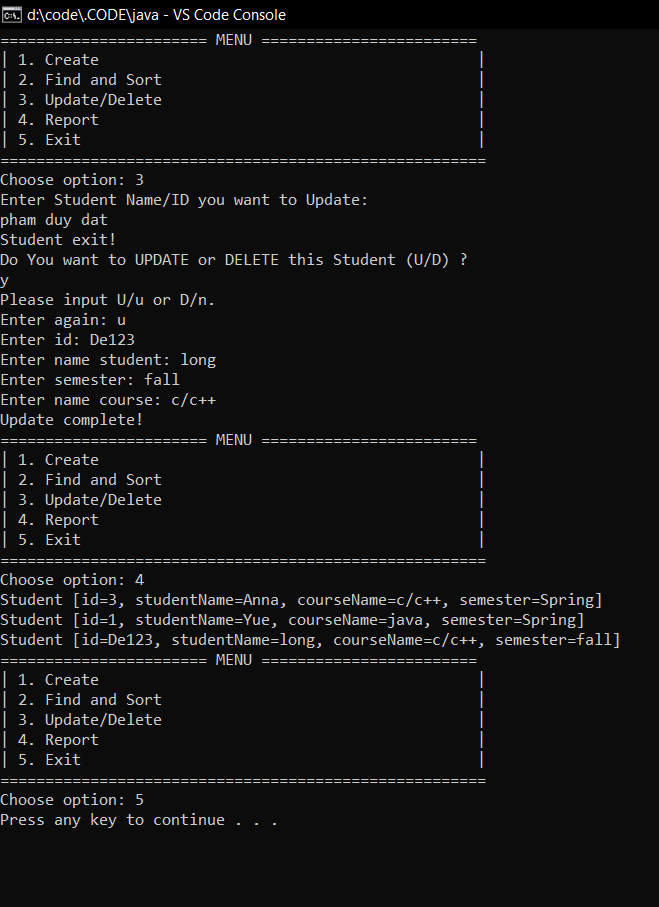 d:\code\.CODE\java - VS Code Console
======================= MENU ========================
| 1. Create |
| 2. Find and Sort |
| 3. Update/Delete |
| 4. Report |
| 5. Exit |
======================================================
Choose option: 3
Enter Student Name/ID you want to Update:
pham duy dat
Student exit!
Do You want to UPDATE or DELETE this Student (U/D) ?
y
Please input U/u or D/n.
Enter again: u
Enter id: De123
Enter name student: long
Enter semester: fall
Enter name course: c/c++
Update complete!
======================= MENU ========================
| 1. Create |
| 2. Find and Sort |
| 3. Update/Delete |
| 4. Report |
| 5. Exit |
======================================================
Choose option: 4
Student [id=3, studentName=Anna, courseName=c/c++, semester=Spring]
Student [id=1, studentName=Yue, courseName=java, semester=Spring]
Student [id=De123, studentName=long, courseName=c/c++, semester=fall]
======================= MENU ========================
| 1. Create |
| 2. Find and Sort |
| 3. Update/Delete |
| 4. Report |
| 5. Exit |
======================================================
Choose option: 5
Press any key to continue . . .